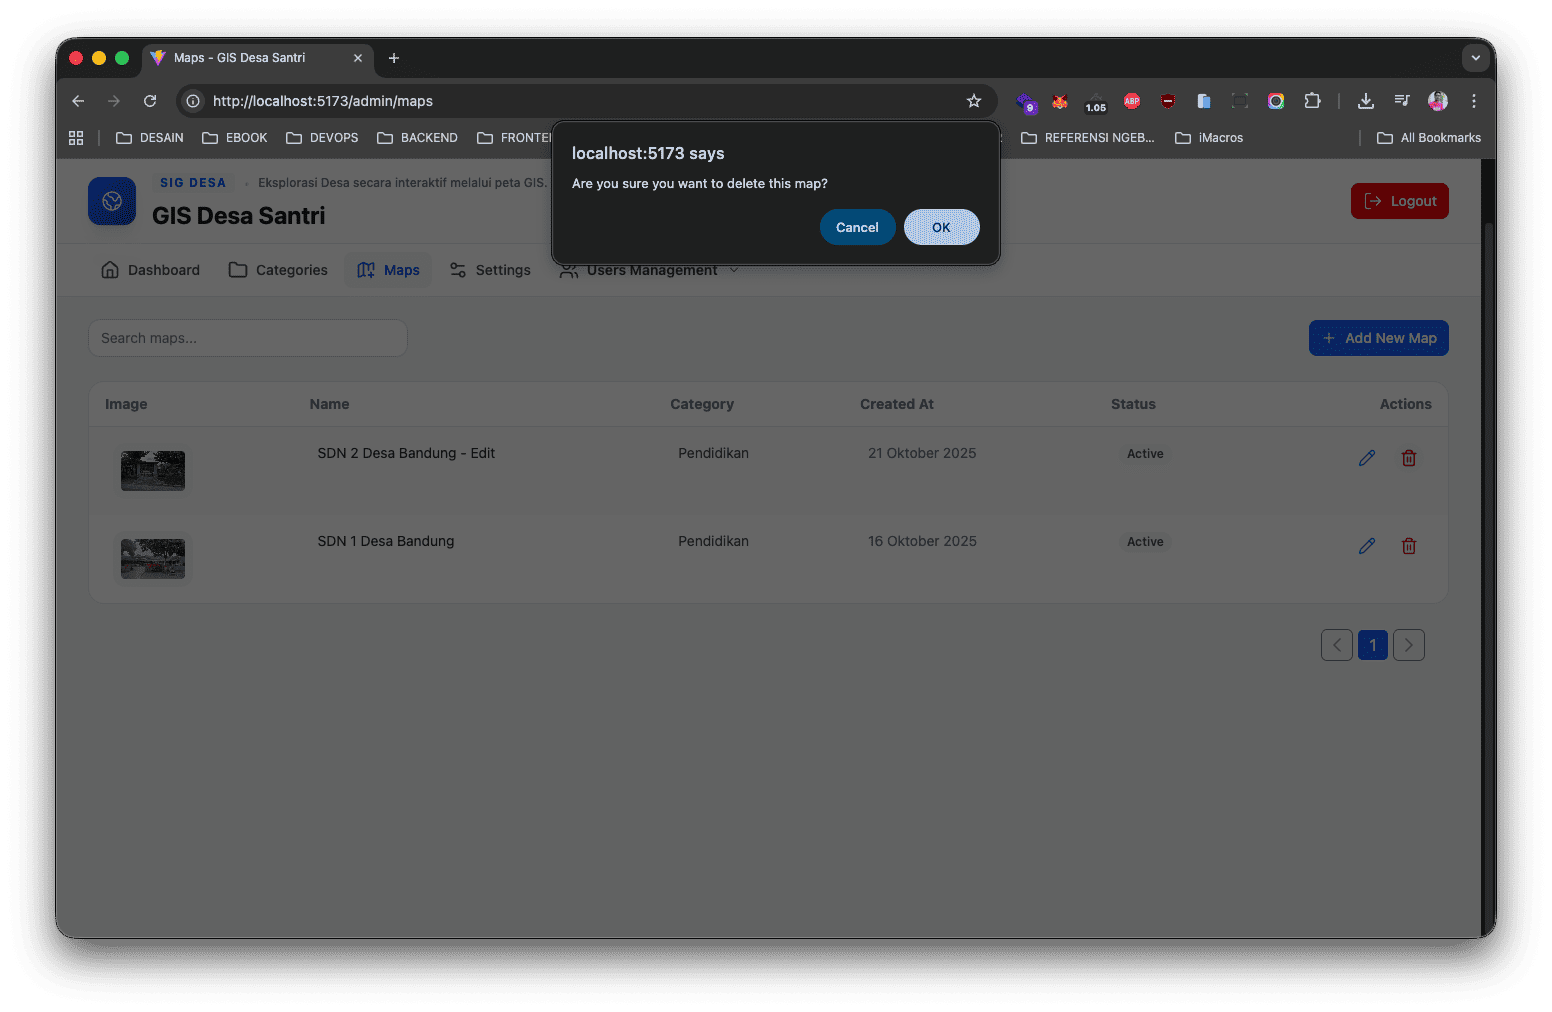 Maps - GIS Desa Santri
http://localhost:5173/admin/maps
9
1.05
ABP
DESAIN
EBOOK
DEVOPS
BACKEND
REFERENSI NGEB...
iMacros
All Bookmarks
localhost:5173 says
Are you sure you want to delete this map?
Cancel
OK
SIG DESA
Eksplorasi Desa secara interaktif melalui peta GIS.
GIS Desa Santri
Logout
Dashboard
Categories
Maps
Settings
Users Management
Search maps...
Add New Map
Image Name Category Created At Status Actions
SDN 2 Desa Bandung - Edit Pendidikan 21 Oktober 2025 Active
SDN 1 Desa Bandung Pendidikan 16 Oktober 2025 Active
1